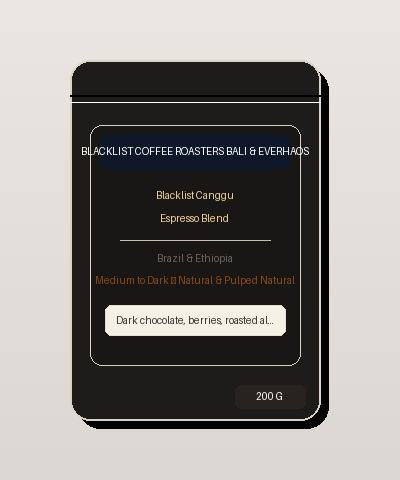 BLACKLIST COFFEE ROASTERS BALI & EVERHAOS
Blacklist Canggu
Espresso Blend
Brazil & Ethiopia
Medium to Dark ▯ Natural & Pulped Natural
Dark chocolate, berries, roasted al...
200 G